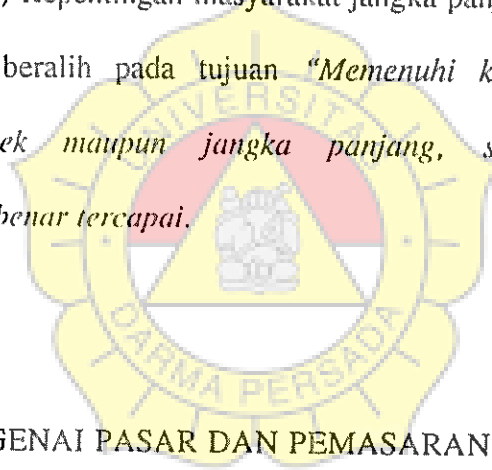 , Kepentingan masyarakat jangka pan
beralih pada tujuan “Memenuhi k
ek maupun jangka panjang, s
benar tercapai.
UNIVERSITAS
DARMA PERSADA
GENAI PASAR DAN PEMASARAN